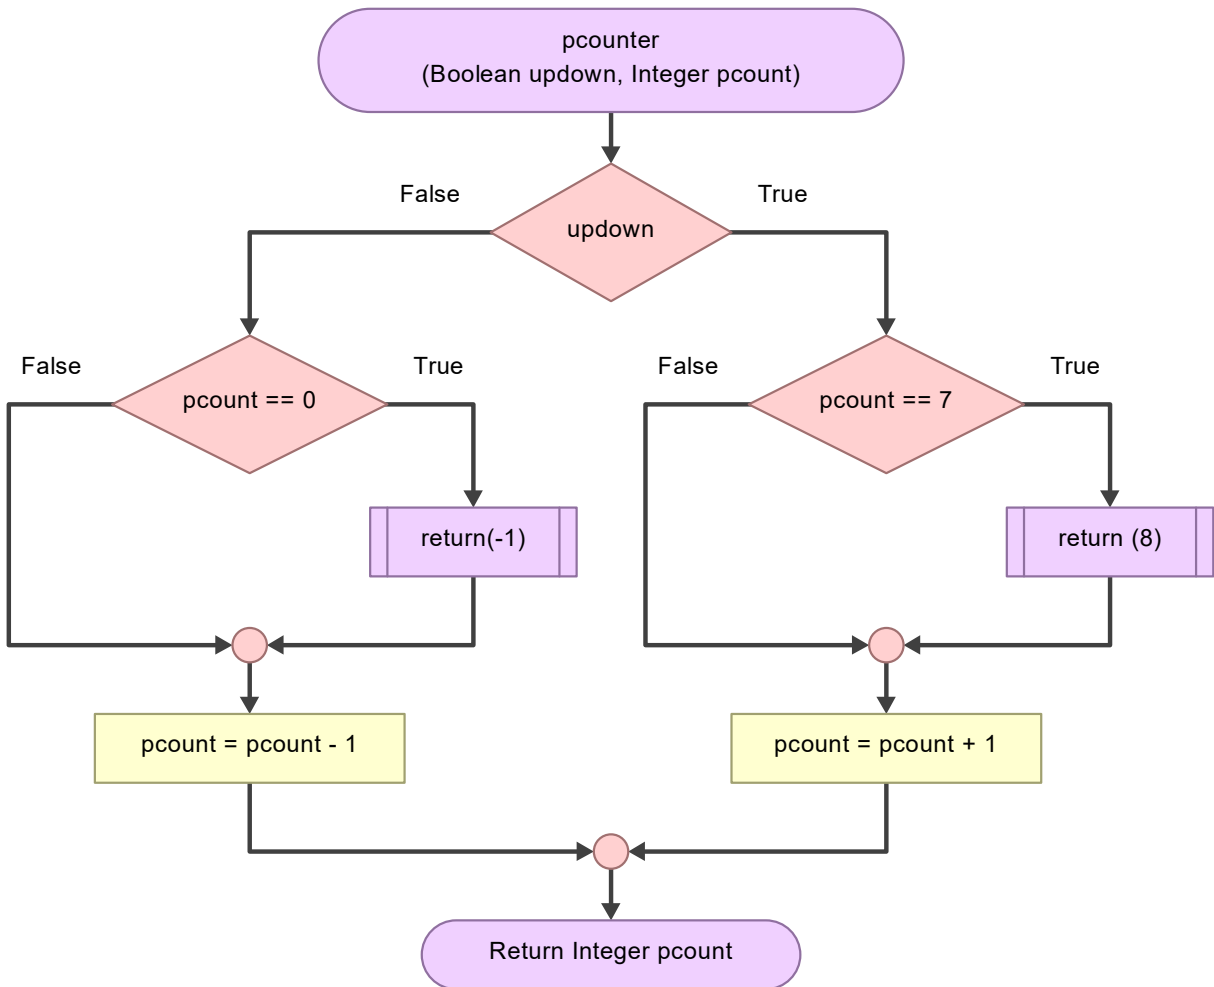 pcounter
(Boolean updown, Integer pcount)
False
True
updown
False
True
False
True
pcount == 0
pcount == 7
return(-1)
return (8)
pcount = pcount - 1
pcount = pcount + 1
Return Integer pcount